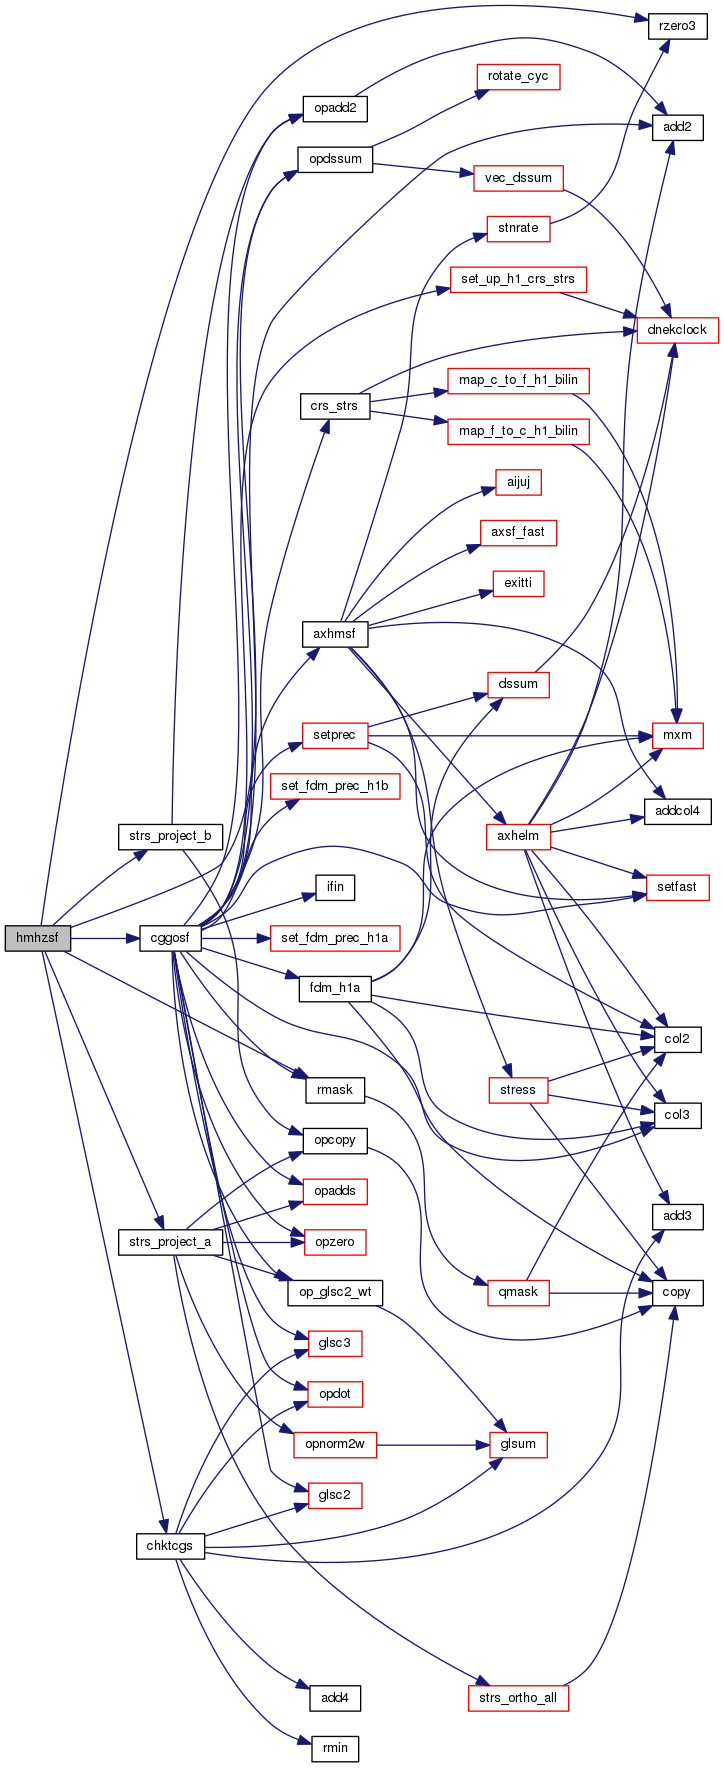 rzero3
rotate_cyc
opadd2
add2
opdssum
vec_dssum
stnrate
set_up_h1_crs_strs
dnekclock
map_c_to_f_h1_bilin
crs_strs
map_f_to_c_h1_bilin
aijuj
axsf_fast
exitti
axhmsf
dssum
setprec
mxm
set_fdm_prec_h1b
addcol4
strs_project_b
axhelm
ifin
setfast
hmhzsf
cggosf
set_fdm_prec_h1a
fdm_h1a
col2
rmask
stress
col3
opcopy
opadds
add3
strs_project_a
opzero
op_glsc2_wt
qmask
copy
glsc3
opdot
opnorm2w
glsum
glsc2
chktcgs
add4
strs_ortho_all
rmin